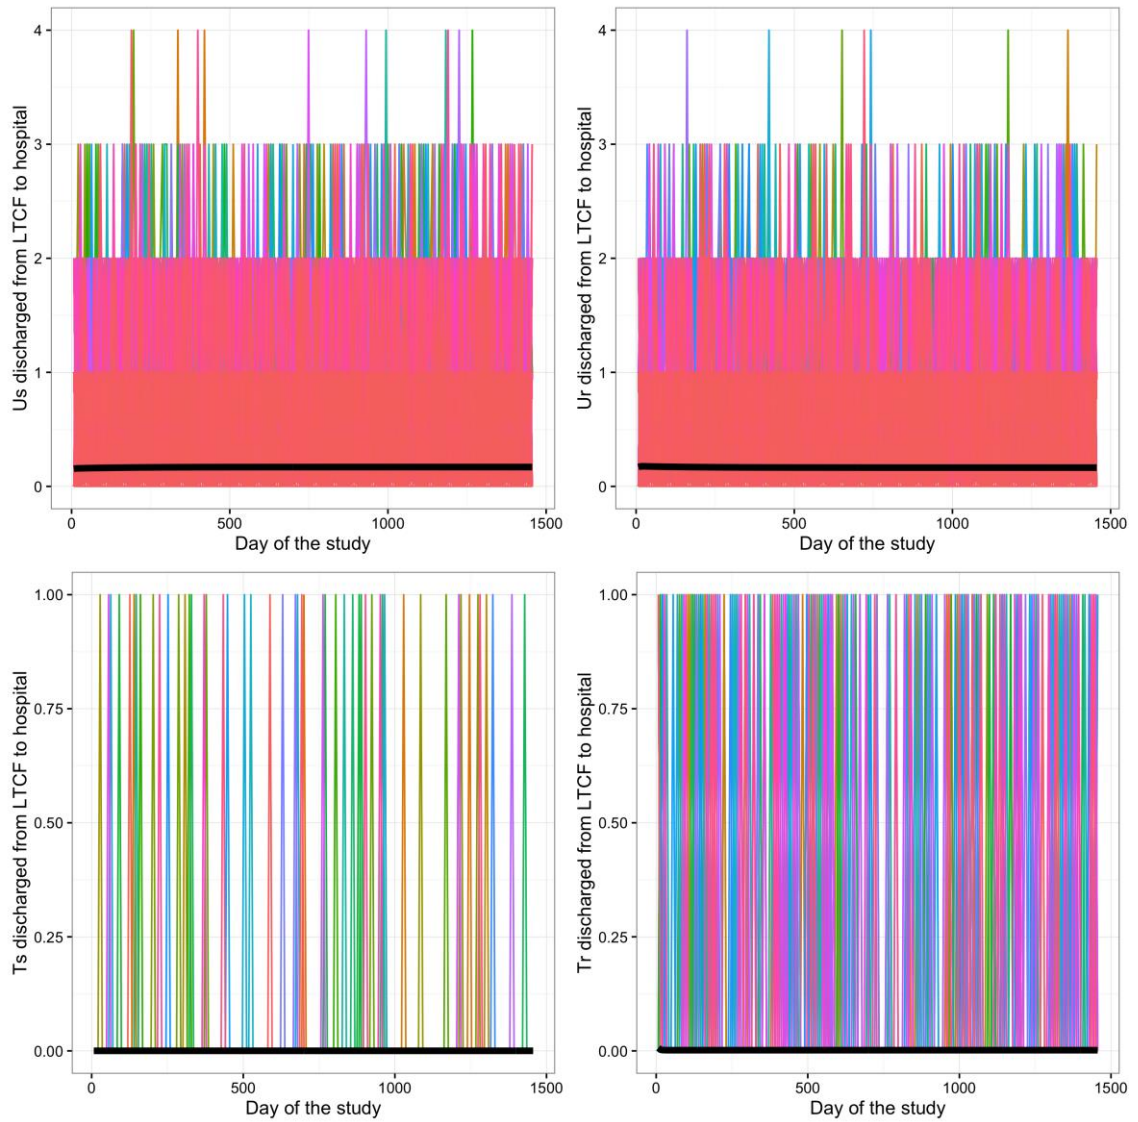 Us discharged from LTCF to hospital
4
3
2
1
0
0 500 1000 1500
Day of the study
Ur discharged from LTCF to hospital
4
3
2
1
0
0 500 1000 1500
Day of the study
Ts discharged from LTCF to hospital
1.00
0.75
0.50
0.25
0.00
0 500 1000 1500
Day of the study
Tr discharged from LTCF to hospital
1.00
0.75
0.50
0.25
0.00
0 500 1000 1500
Day of the study